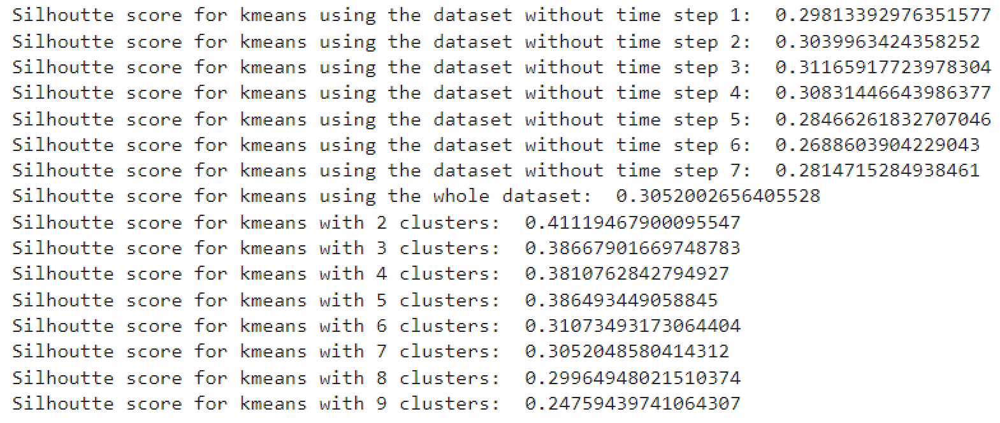 Silhoutte score for kmeans using the dataset without time step 1:  0.29813392976351577
Silhoutte score for kmeans using the dataset without time step 2:  0.3039963424358252
Silhoutte score for kmeans using the dataset without time step 3:  0.31165917723978304
Silhoutte score for kmeans using the dataset without time step 4:  0.30831446643986377
Silhoutte score for kmeans using the dataset without time step 5:  0.28466261832707046
Silhoutte score for kmeans using the dataset without time step 6:  0.2688603904229043
Silhoutte score for kmeans using the dataset without time step 7:  0.2814715284938461
Silhoutte score for kmeans using the whole dataset:  0.3052002656405528
Silhoutte score for kmeans with 2 clusters:  0.41119467900095547
Silhoutte score for kmeans with 3 clusters:  0.38667901669748783
Silhoutte score for kmeans with 4 clusters:  0.3810762842794927
Silhoutte score for kmeans with 5 clusters:  0.386493449058845
Silhoutte score for kmeans with 6 clusters:  0.31073493173064404
Silhoutte score for kmeans with 7 clusters:  0.3052048580414312
Silhoutte score for kmeans with 8 clusters:  0.29964948021510374
Silhoutte score for kmeans with 9 clusters:  0.24759439741064307